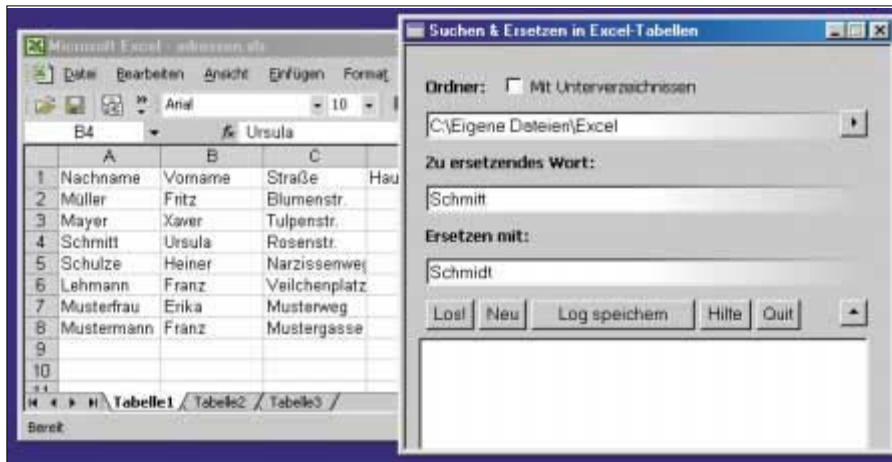 Microsoft Excel - adressen.xls
Datei Bearbeiten Ansicht Einfügen Format
Arial 10
B4 fx Ursula
A B C
1 Nachname Vorname Straße Hau
2 Müller Fritz Blumenstr.
3 Mayer Xaver Tulpenstr.
4 Schmitt Ursula Rosenstr.
5 Schulze Heiner Narzissenweg
6 Lehmann Franz Veilchenplatz
7 Musterfrau Erika Musterweg
8 Mustermann Franz Mustergasse
9
10
11
Tabelle1 Tabelle2 Tabelle3
Bereit
Suchen & Ersetzen in Excel-Tabellen
Ordner: Mit Unterverzeichnissen
C:\Eigene Dateien\Excel
Zu ersetzendes Wort:
Schmitt
Ersetzen mit:
Schmidt
Los! Neu Log speichern Hilfe Quit